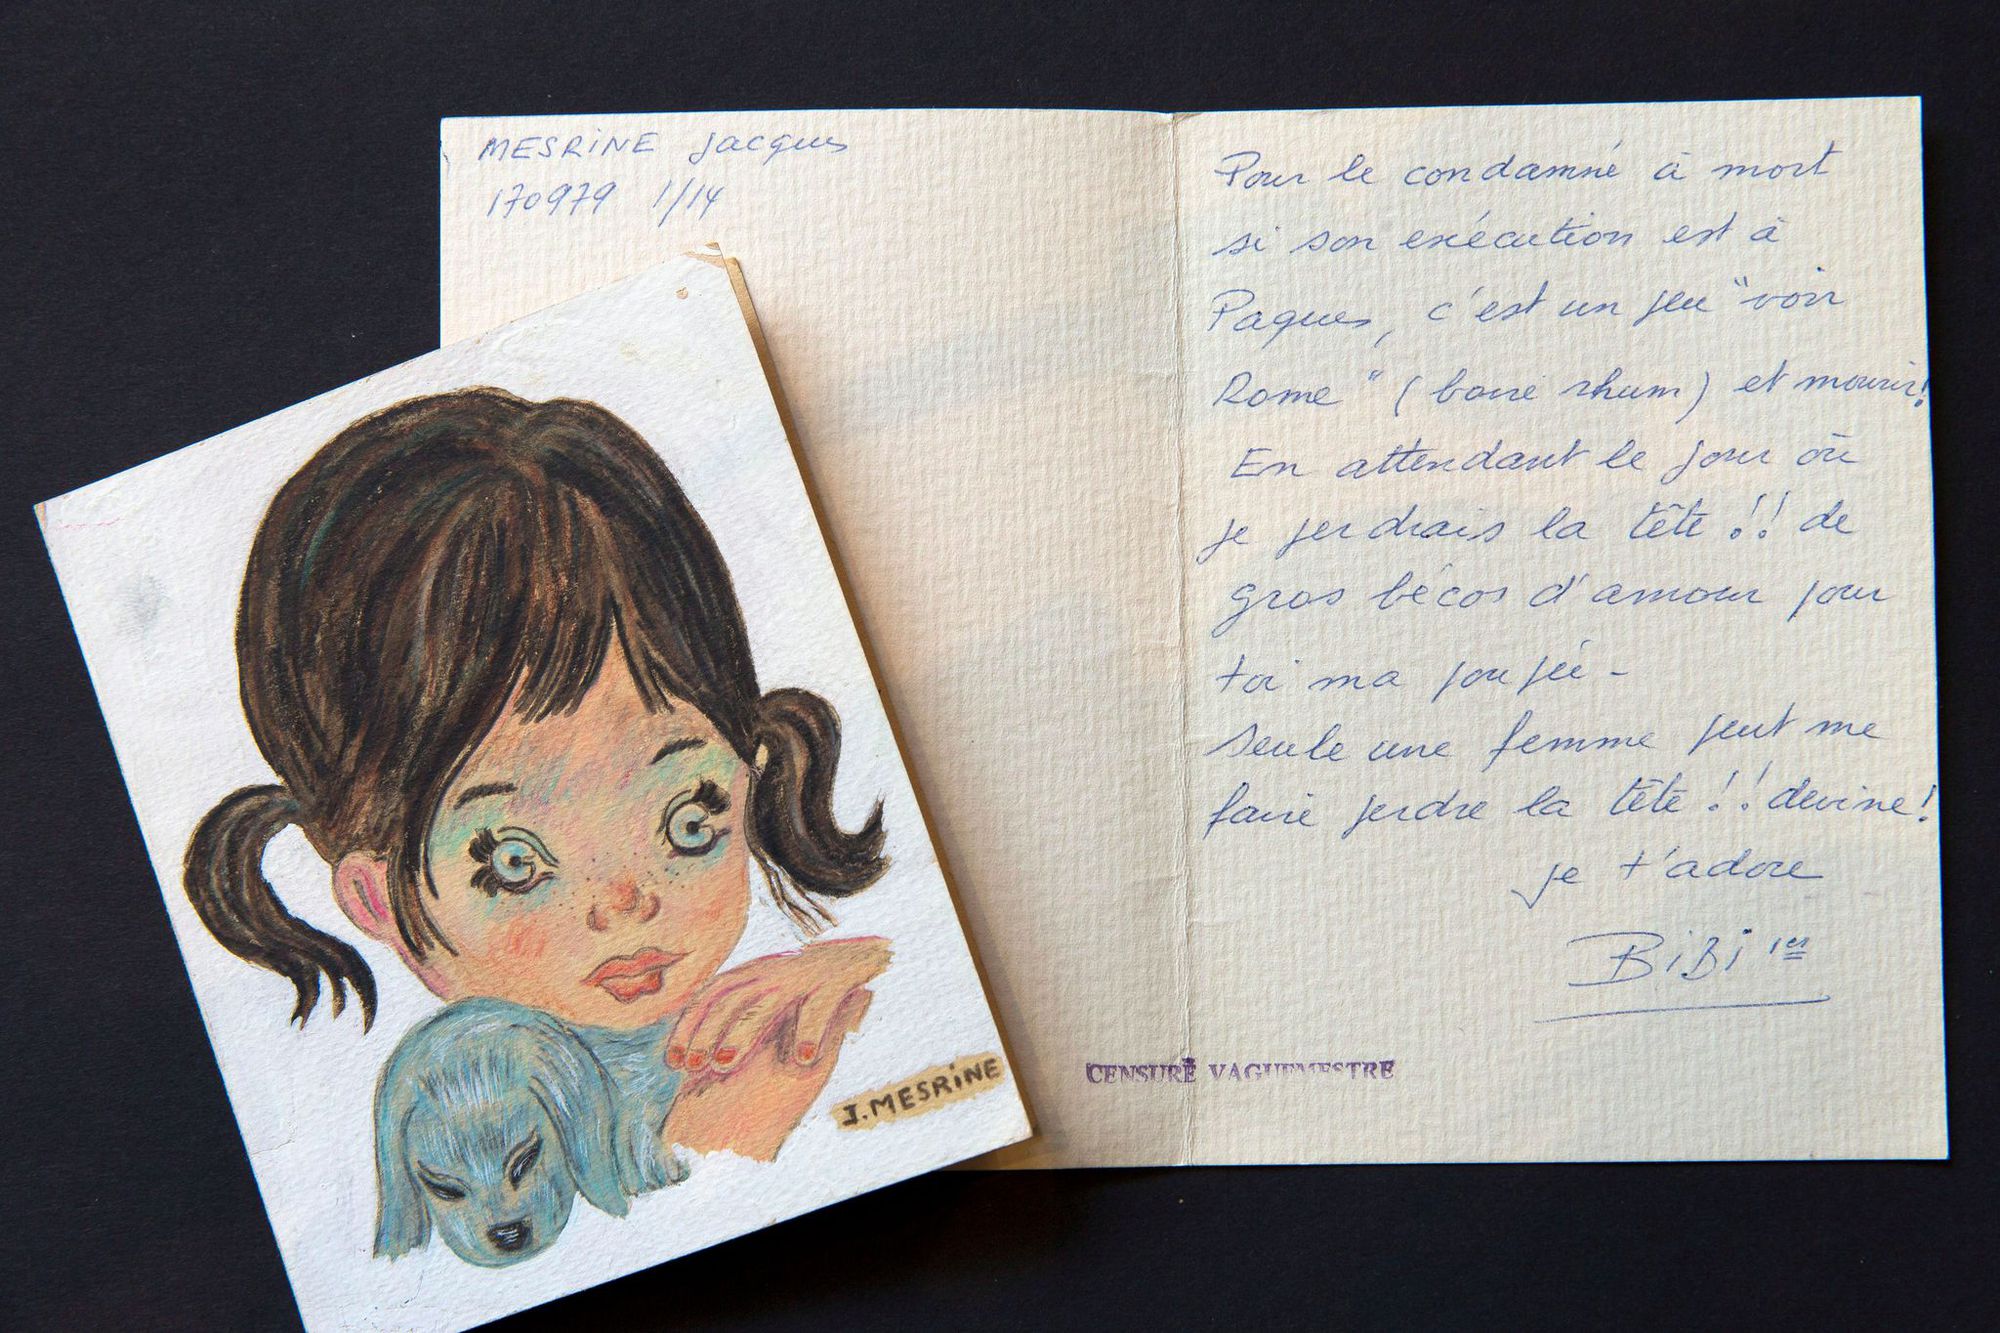 MESRINE Jacques
170979 1/14
Pour le condamné à mort
si son exécution est à
Paques, c'est un jeu "voir
Rome" (boire rhum) et mourir!
En attendant le jour où
je perdrais la tête !! de
gros bécos d'amour pour
toi ma poupée -
Seule une femme peut me
faire perdre la tête !! devine!
je t'adore
BiBi 1er
CENSURÉ VAGUEMESTRE
J. MESRINE